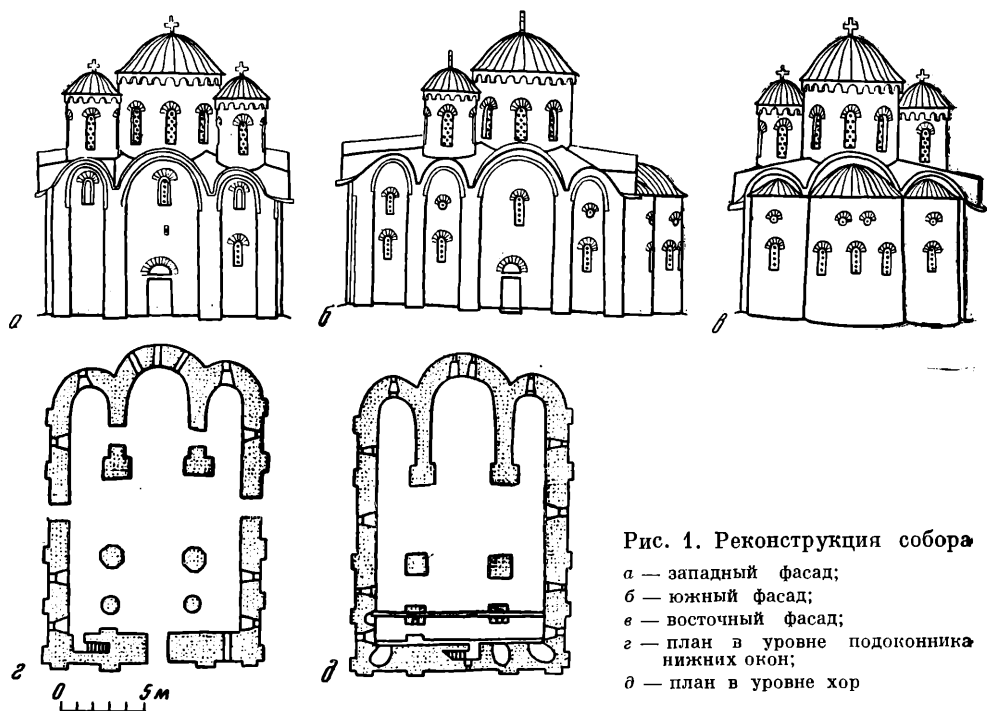 а
б
в
г
д
0 5 м
Рис. 1. Реконструкция собора
а — западный фасад;
б — южный фасад;
в — восточный фасад;
г — план в уровне подоконника
нижних окон;
д — план в уровне хор